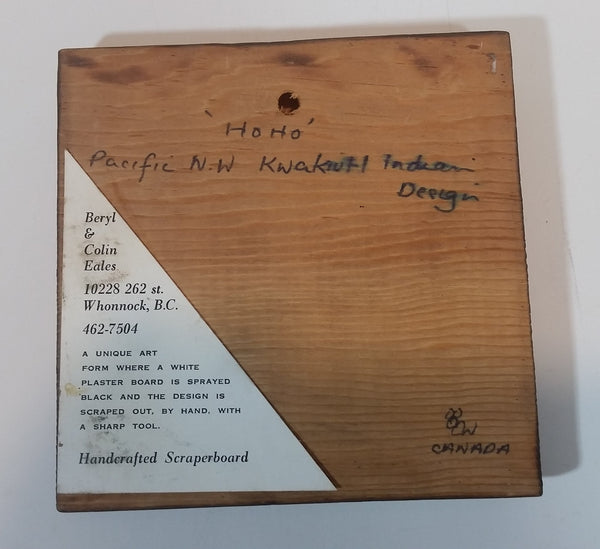 'HOHO'
Pacific N.W Kwakiutl Indian
Design
Beryl
&
Colin
Eales
10228 262 st.
Whonnock, B.C.
462-7504
A UNIQUE ART
FORM WHERE A WHITE
PLASTER BOARD IS SPRAYED
BLACK AND THE DESIGN IS
SCRAPED OUT, BY HAND, WITH
A SHARP TOOL.
Handcrafted Scraperboard
CANADA